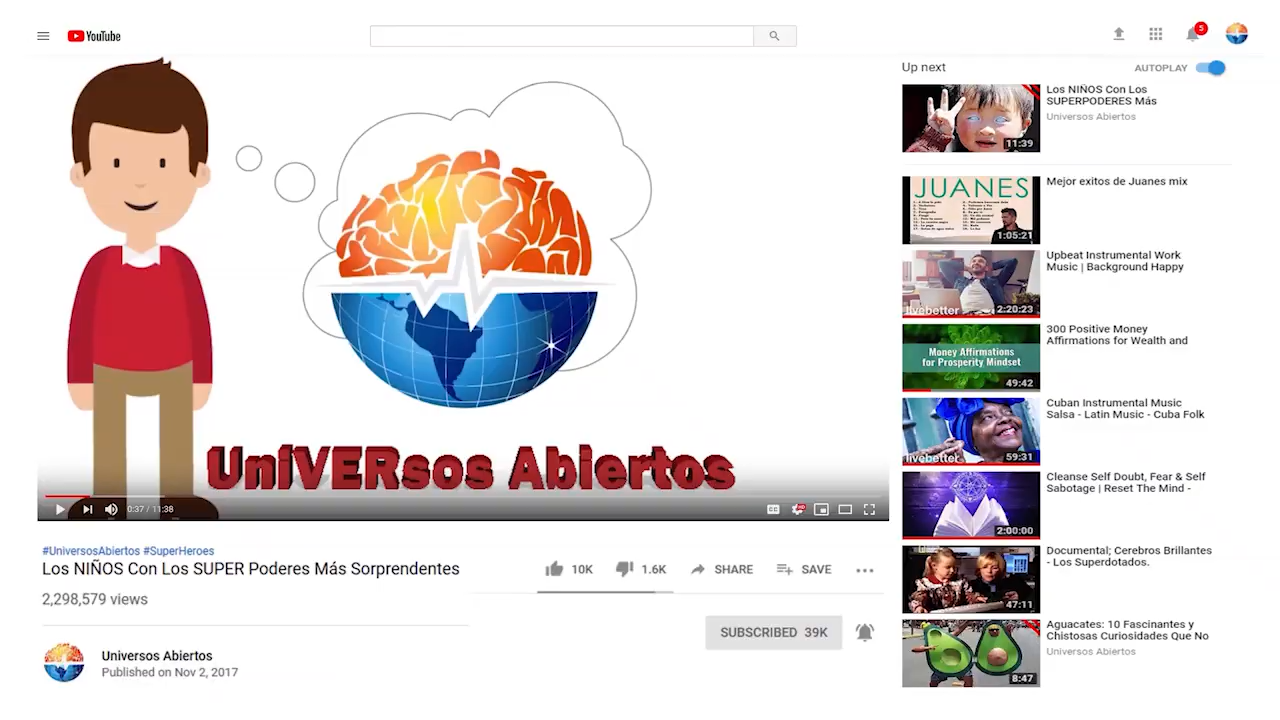 YouTube
5
Up next
AUTOPLAY
UniVERsos Abiertos
0:37 / 11:38
CC
HD
#UniversosAbiertos #SuperHeroes
Los NIÑOS Con Los SUPER Poderes Más Sorprendentes
2,298,579 views
10K
1.6K
SHARE
SAVE
SUBSCRIBED 39K
Universos Abiertos
Published on Nov 2, 2017
Los NIÑOS Con Los
SUPERPODERES Más
Universos Abiertos
11:39
JUANES
1:05:21
Mejor exitos de Juanes mix
livebetter
2:20:23
Upbeat Instrumental Work
Music | Background Happy
Money Affirmations
for Prosperity Mindset
49:42
300 Positive Money
Affirmations for Wealth and
livebetter
59:31
Cuban Instrumental Music
Salsa - Latin Music - Cuba Folk
2:00:00
Cleanse Self Doubt, Fear & Self
Sabotage | Reset The Mind -
47:11
Documental; Cerebros Brillantes
- Los Superdotados.
8:47
Aguacates: 10 Fascinantes y
Chistosas Curiosidades Que No
Universos Abiertos